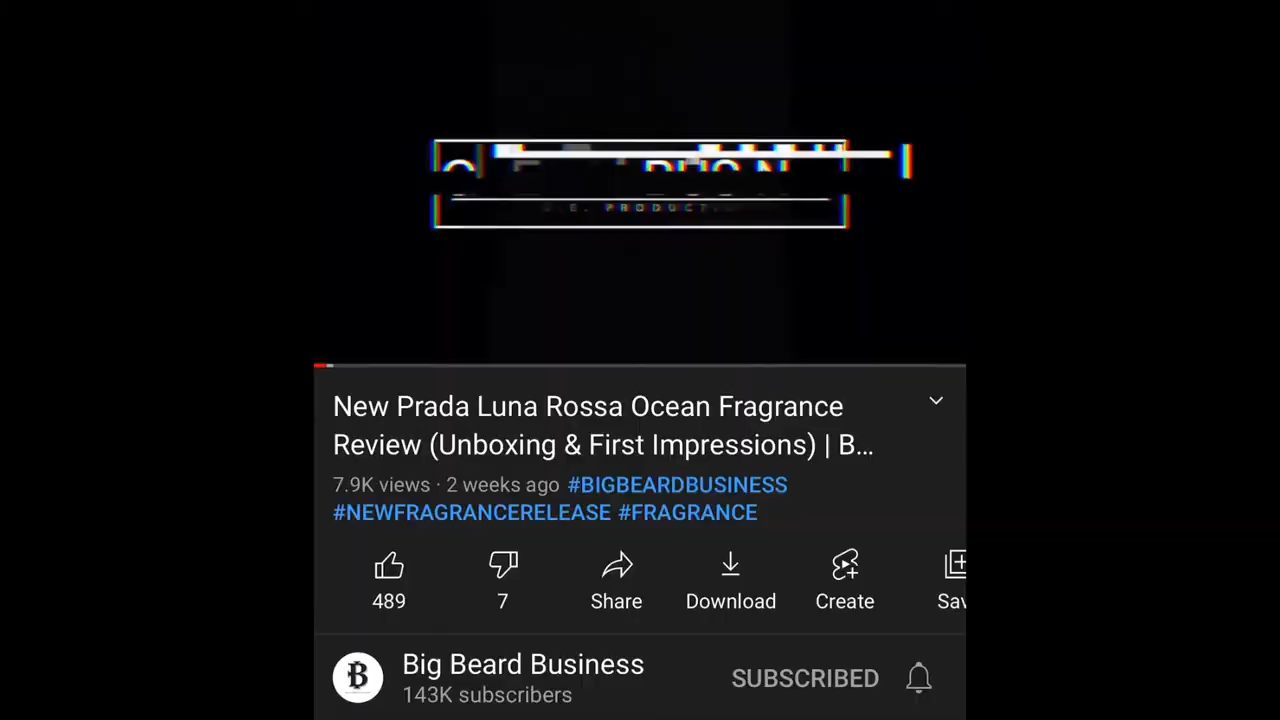 New Prada Luna Rossa Ocean Fragrance
Review (Unboxing & First Impressions) | B...
7.9K views · 2 weeks ago #BIGBEARDBUSINESS
#NEWFRAGRANCERELEASE #FRAGRANCE
489 7 Share Download Create Sav
Big Beard Business
143K subscribers
SUBSCRIBED